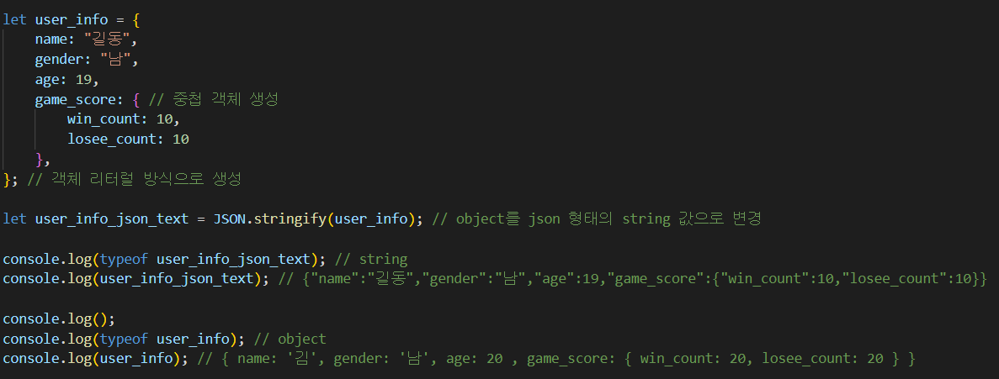 let user_info = {
    name: "길동",
    gender: "남",
    age: 19,
    game_score: { // 중첩 객체 생성
        win_count: 10,
        losee_count: 10
    },
}; // 객체 리터럴 방식으로 생성
let user_info_json_text = JSON.stringify(user_info); // object를 json 형태의 string 값으로 변경
console.log(typeof user_info_json_text); // string
console.log(user_info_json_text); // {"name":"길동","gender":"남","age":19,"game_score":{"win_count":10,"losee_count":10}}
console.log();
console.log(typeof user_info); // object
console.log(user_info); // { name: '김', gender: '남', age: 20 , game_score: { win_count: 20, losee_count: 20 } }